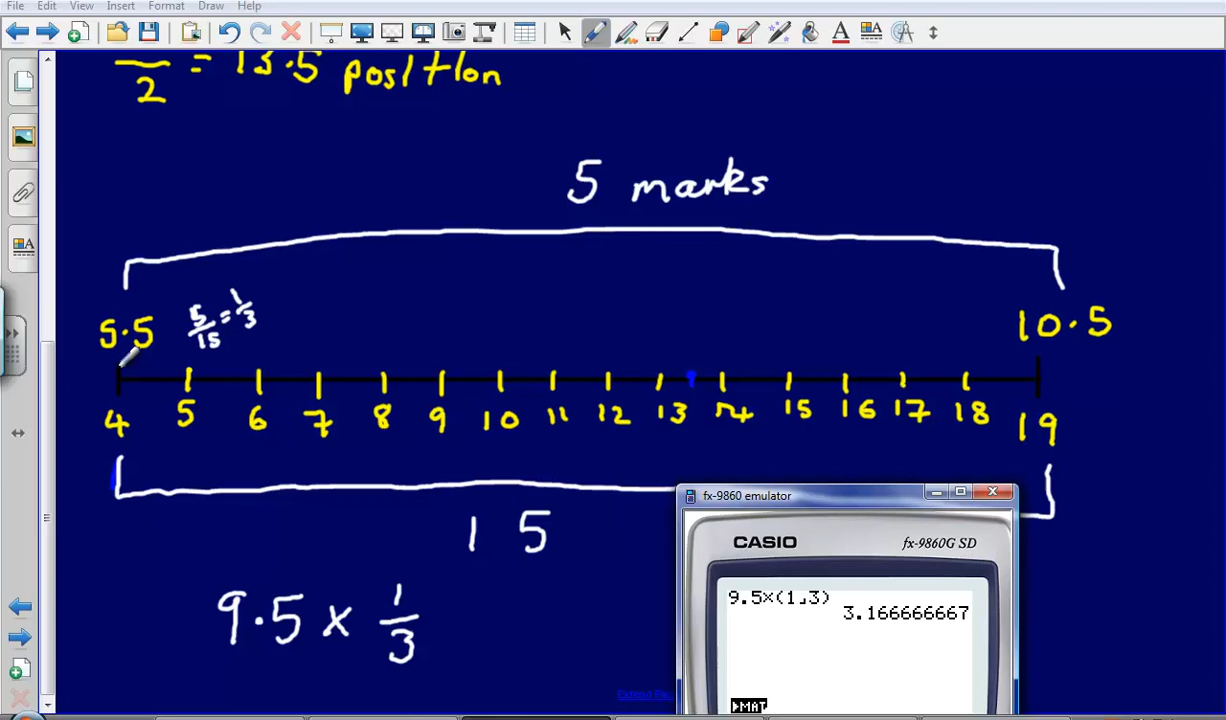 File Edit View Insert Format Draw Help
2 = 13.5 position
5 marks
5.5 5/15 = 1/3 10.5
4 5 6 7 8 9 10 11 12 13 14 15 16 17 18 19
15
9.5 x 1/3
fx-9860 emulator
CASIO fx-9860G SD
9.5×(1⌟3)
3.166666667
▶MAT